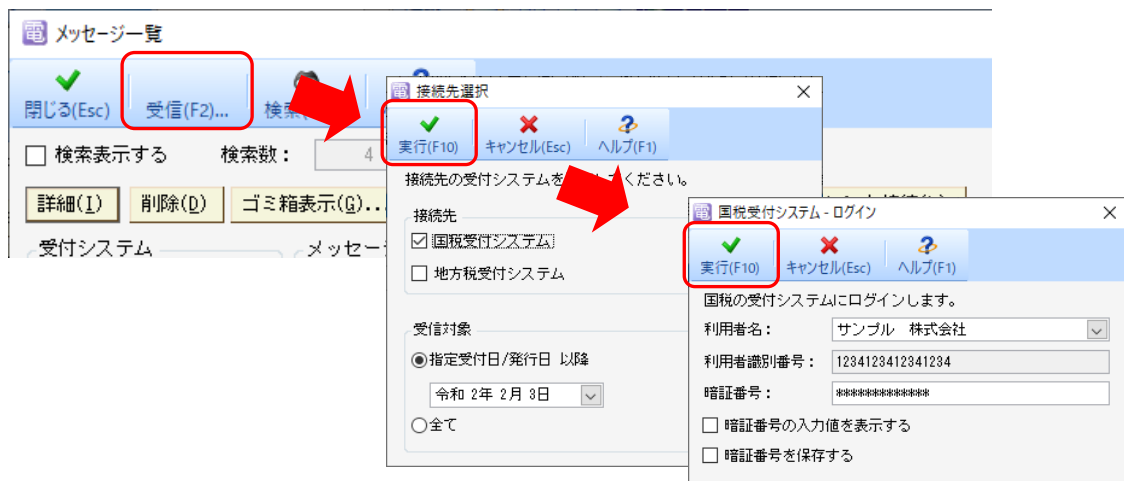 電 メッセージ一覧
閉じる(Esc) 受信(F2)... 検索
□ 検索表示する 検索数： 4
詳細(I) 削除(D) ゴミ箱表示(G)...
受付システム メッセー
電 接続先選択
実行(F10) キャンセル(Esc) ヘルプ(F1)
接続先の受付システムを ください。
接続先
☑ 国税受付システム
□ 地方税受付システム
受信対象
◉指定受付日/発行日 以降
令和 2年 2月 3日
○全て
電 国税受付システム - ログイン
実行(F10) キャンセル(Esc) ヘルプ(F1)
国税の受付システムにログインします。
利用者名： サンプル 株式会社
利用者識別番号： 1234123412341234
暗証番号： *************
□ 暗証番号の入力値を表示する
□ 暗証番号を保存する